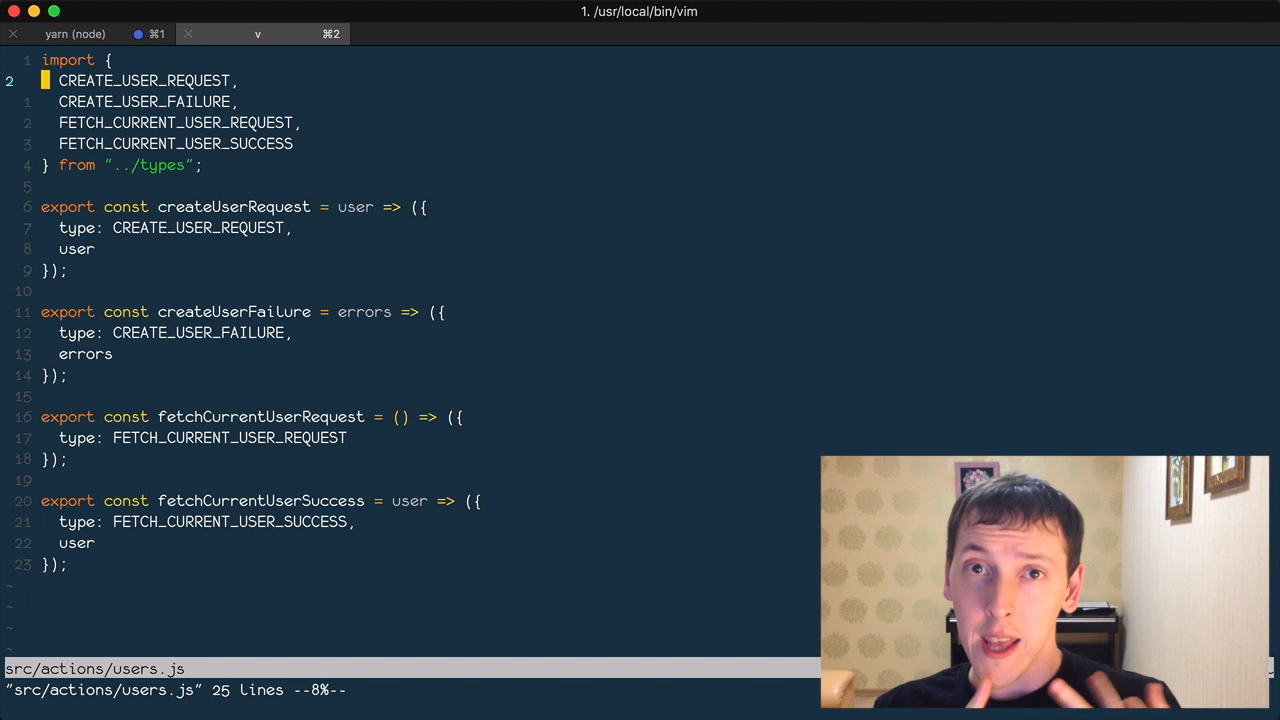 1. /usr/local/bin/vim
yarn (node) ⌘1 v ⌘2
1 import {
2 CREATE_USER_REQUEST,
1 CREATE_USER_FAILURE,
2 FETCH_CURRENT_USER_REQUEST,
3 FETCH_CURRENT_USER_SUCCESS
4 } from "../types";
5
6 export const createUserRequest = user => ({
7 type: CREATE_USER_REQUEST,
8 user
9 });
10
11 export const createUserFailure = errors => ({
12 type: CREATE_USER_FAILURE,
13 errors
14 });
15
16 export const fetchCurrentUserRequest = () => ({
17 type: FETCH_CURRENT_USER_REQUEST
18 });
19
20 export const fetchCurrentUserSuccess = user => ({
21 type: FETCH_CURRENT_USER_SUCCESS,
22 user
23 });
~
~
~
~
src/actions/users.js
"src/actions/users.js" 25 lines --8%--